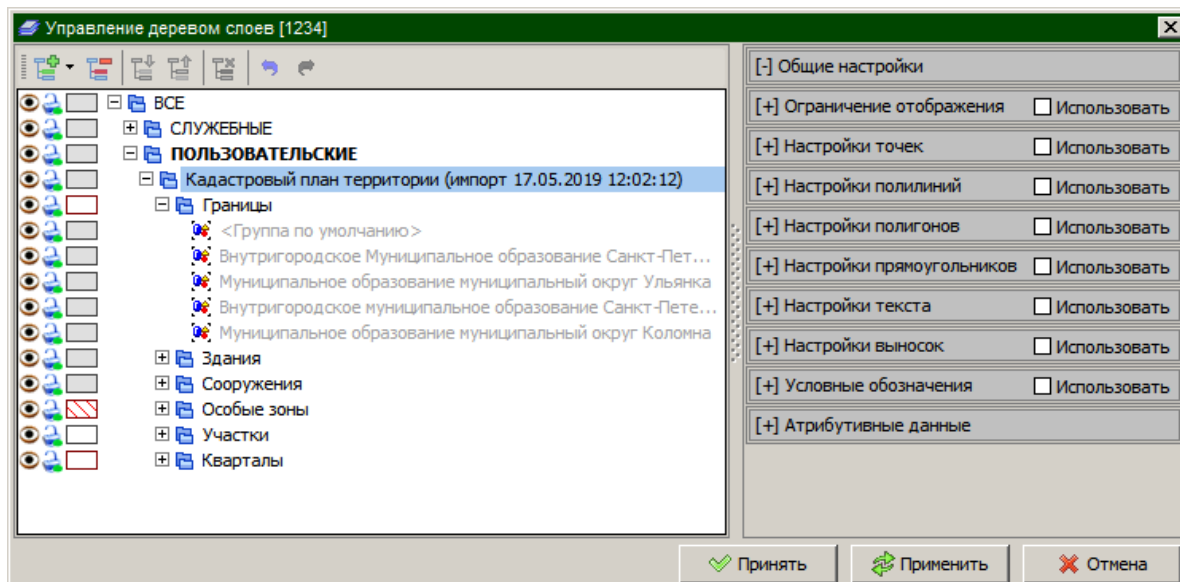 Управление деревом слоев [1234]
ВСЕ
СЛУЖЕБНЫЕ
ПОЛЬЗОВАТЕЛЬСКИЕ
Кадастровый план территории (импорт 17.05.2019 12:02:12)
Границы
<Группа по умолчанию>
Внутригородское Муниципальное образование Санкт-Пет...
Муниципальное образование муниципальный округ Ульянка
Внутригородское муниципальное образование Санкт-Пете...
Муниципальное образование муниципальный округ Коломна
Здания
Сооружения
Особые зоны
Участки
Кварталы
[-] Общие настройки
[+] Ограничение отображения Использовать
[+] Настройки точек Использовать
[+] Настройки полилиний Использовать
[+] Настройки полигонов Использовать
[+] Настройки прямоугольников Использовать
[+] Настройки текста Использовать
[+] Настройки выносок Использовать
[+] Условные обозначения Использовать
[+] Атрибутивные данные
Принять Применить Отмена